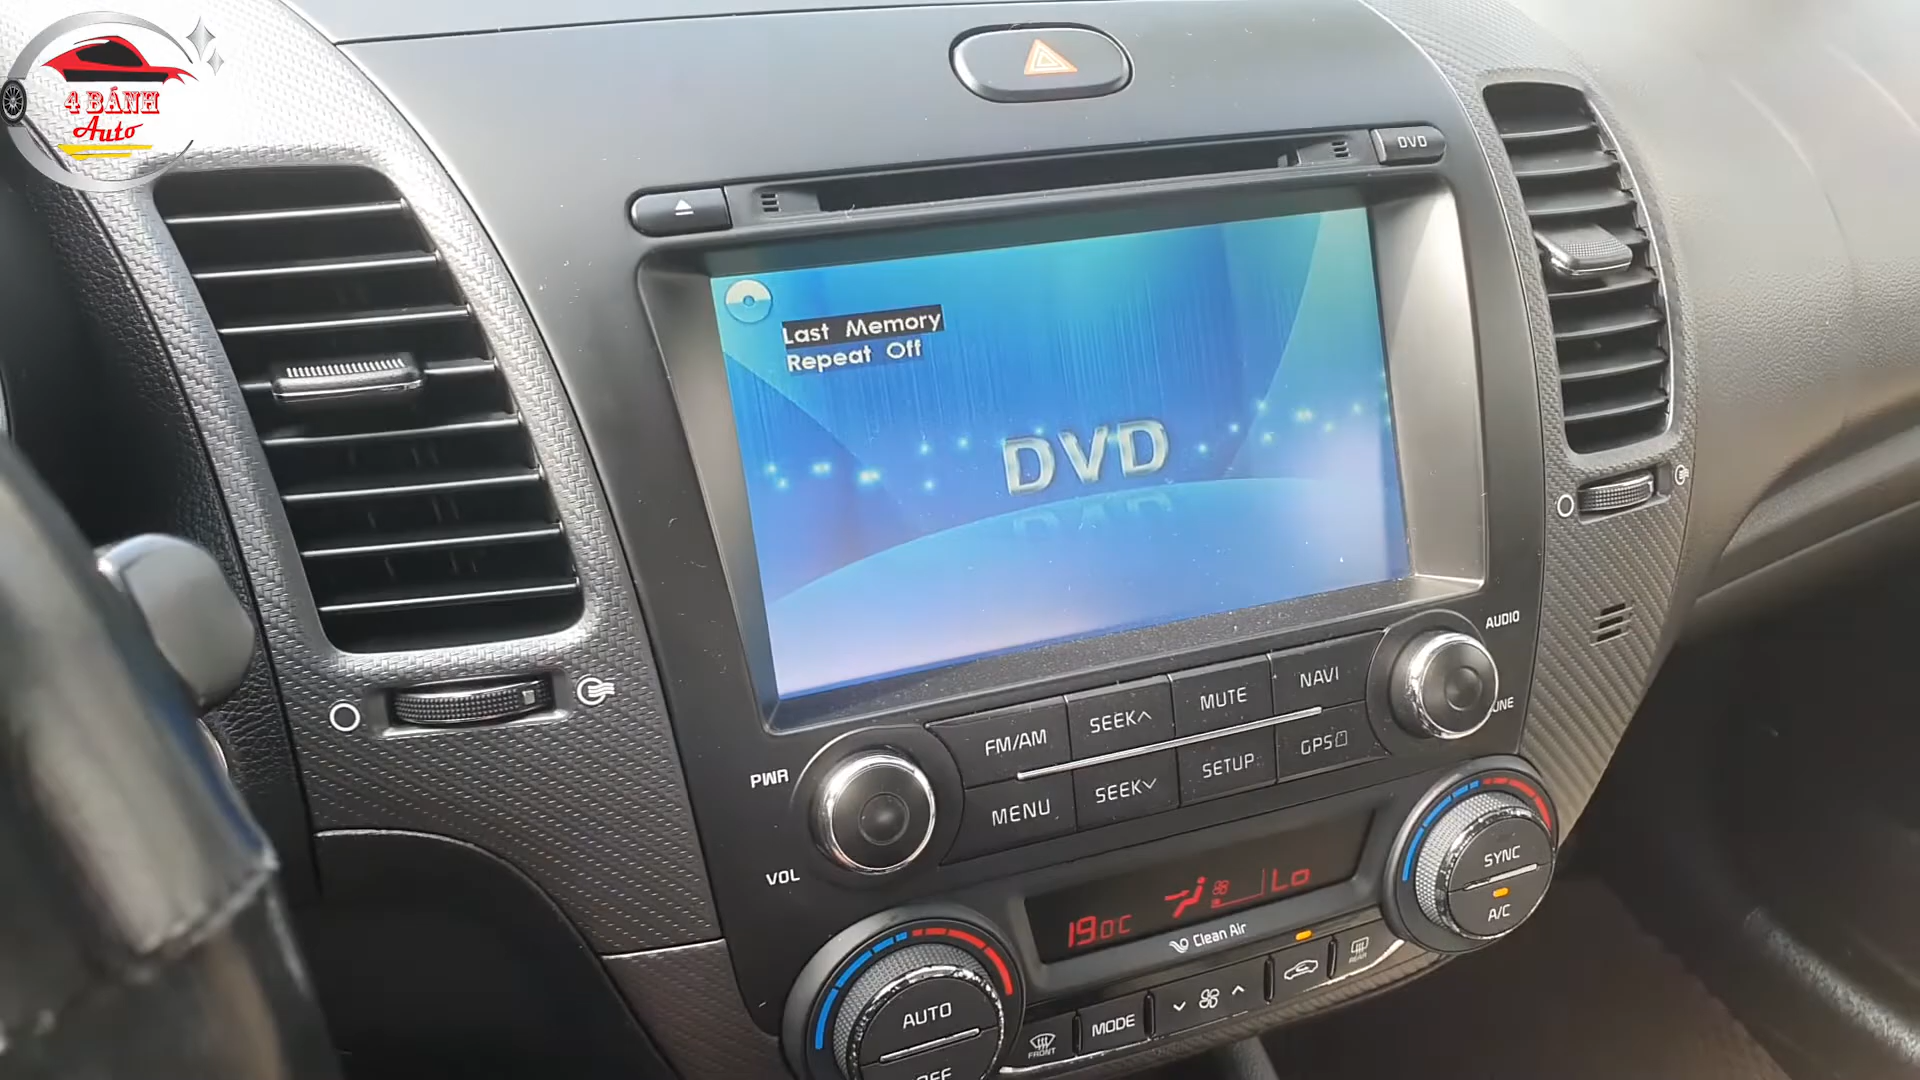 4 BÁNH
Auto
DVD
Last Memory
Repeat Off
DVD
AUDIO
FM/AM
SEEK
MUTE
NAVI
PWR
MENU
SEEK
SETUP
GPS
VOL
19.0°C
Lo
Clean Air
SYNC
A/C
AUTO
FRONT
MODE
REAR